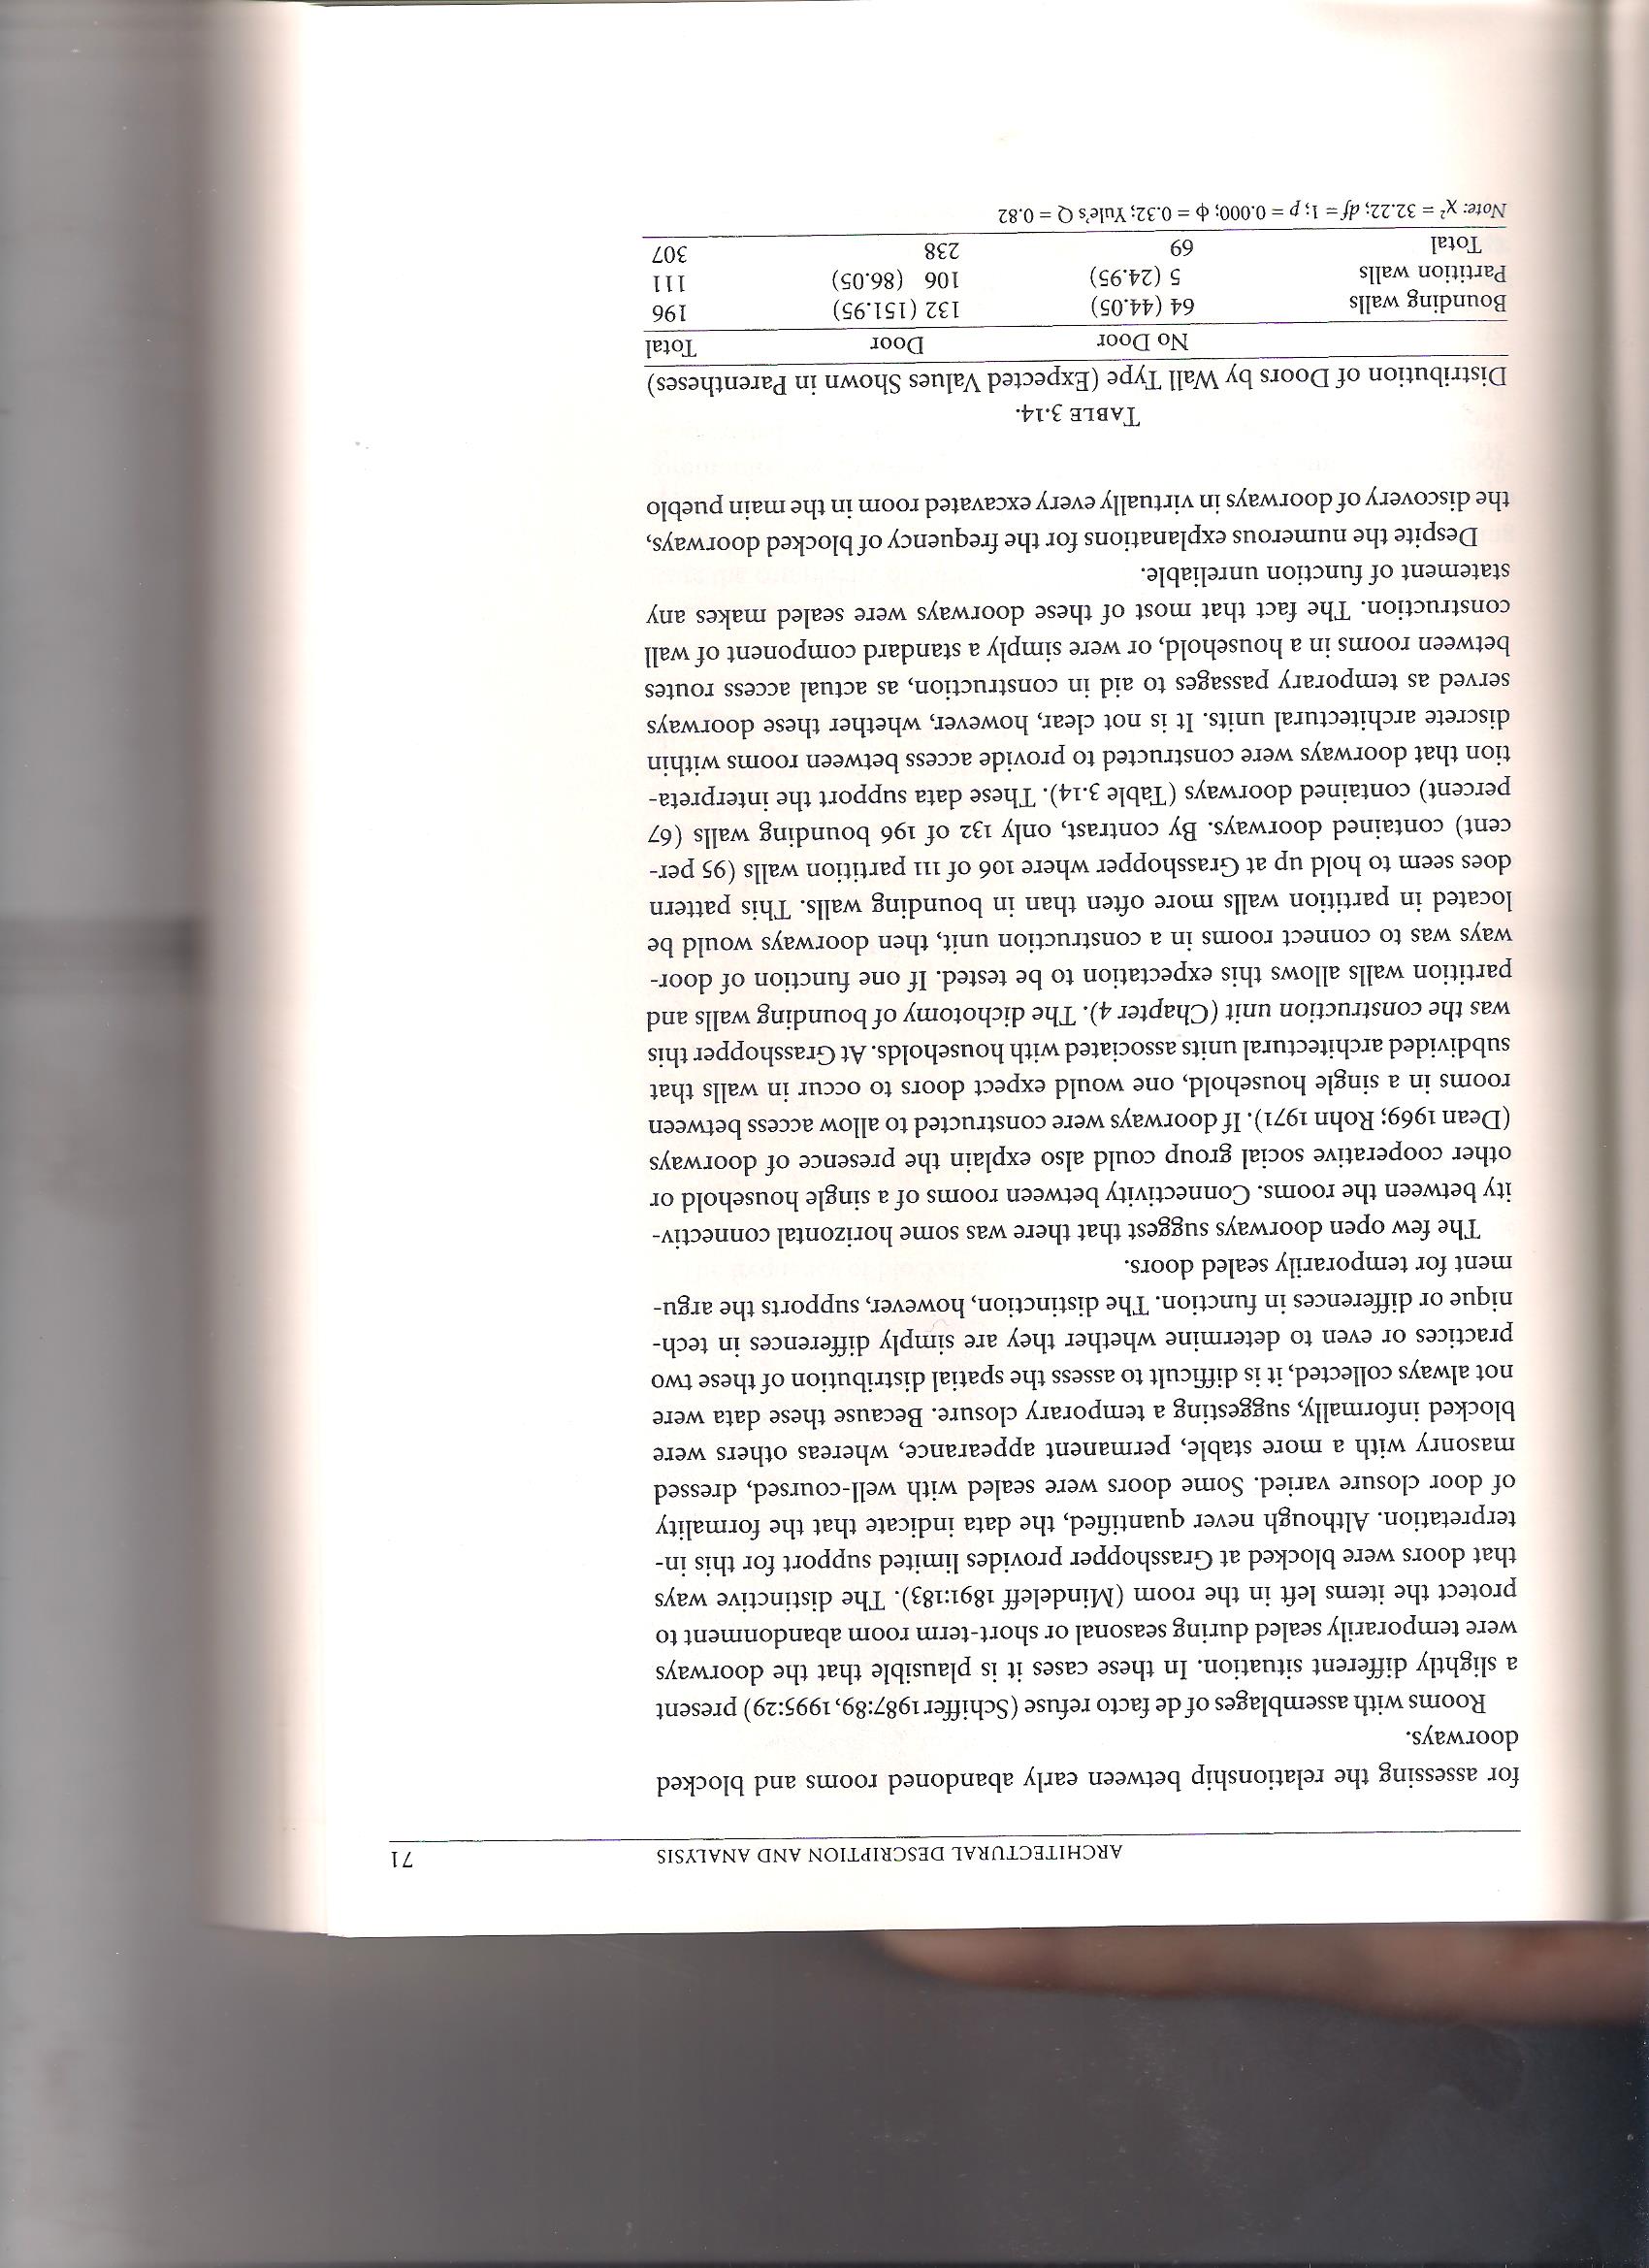 ARCHITECTURAL DESCRIPTION AND ANALYSIS 71
for assessing the relationship between early abandoned rooms and blocked
doorways.
Rooms with assemblages of de facto refuse (Schiffer 1987:89, 1995:29) present
a slightly different situation. In these cases it is plausible that the doorways
were temporarily sealed during seasonal or short-term room abandonment to
protect the items left in the room (Mindeleff 1891:183). The distinctive ways
that doors were blocked at Grasshopper provides limited support for this in-
terpretation. Although never quantified, the data indicate that the formality
of door closure varied. Some doors were sealed with well-coursed, dressed
masonry with a more stable, permanent appearance, whereas others were
blocked informally, suggesting a temporary closure. Because these data were
not always collected, it is difficult to assess the spatial distribution of these two
practices or even to determine whether they are simply differences in tech-
nique or differences in function. The distinction, however, supports the argu-
ment for temporarily sealed doors.
The few open doorways suggest that there was some horizontal connectiv-
ity between the rooms. Connectivity between rooms of a single household or
other cooperative social group could also explain the presence of doorways
(Dean 1969; Rohn 1971). If doorways were constructed to allow access between
rooms in a single household, one would expect doors to occur in walls that
subdivided architectural units associated with households. At Grasshopper this
was the construction unit (Chapter 4). The dichotomy of bounding walls and
partition walls allows this expectation to be tested. If one function of door-
ways was to connect rooms in a construction unit, then doorways would be
located in partition walls more often than in bounding walls. This pattern
does seem to hold up at Grasshopper where 106 of 111 partition walls (95 per-
cent) contained doorways. By contrast, only 132 of 196 bounding walls (67
percent) contained doorways (Table 3.14). These data support the interpreta-
tion that doorways were constructed to provide access between rooms within
discrete architectural units. It is not clear, however, whether these doorways
served as temporary passages to aid in construction, as actual access routes
between rooms in a household, or were simply a standard component of wall
construction. The fact that most of these doorways were sealed makes any
statement of function unreliable.
Despite the numerous explanations for the frequency of blocked doorways,
the discovery of doorways in virtually every excavated room in the main pueblo
TABLE 3.14.
Distribution of Doors by Wall Type (Expected Values Shown in Parentheses)
No Door Door Total
Bounding walls 64 (44.05) 132 (151.95) 196
Partition walls 5 (24.95) 106 (86.05) 111
Total 69 238 307
Note: χ² = 32.22; df = 1; p = 0.000; φ = 0.32; Yule's Q = 0.82